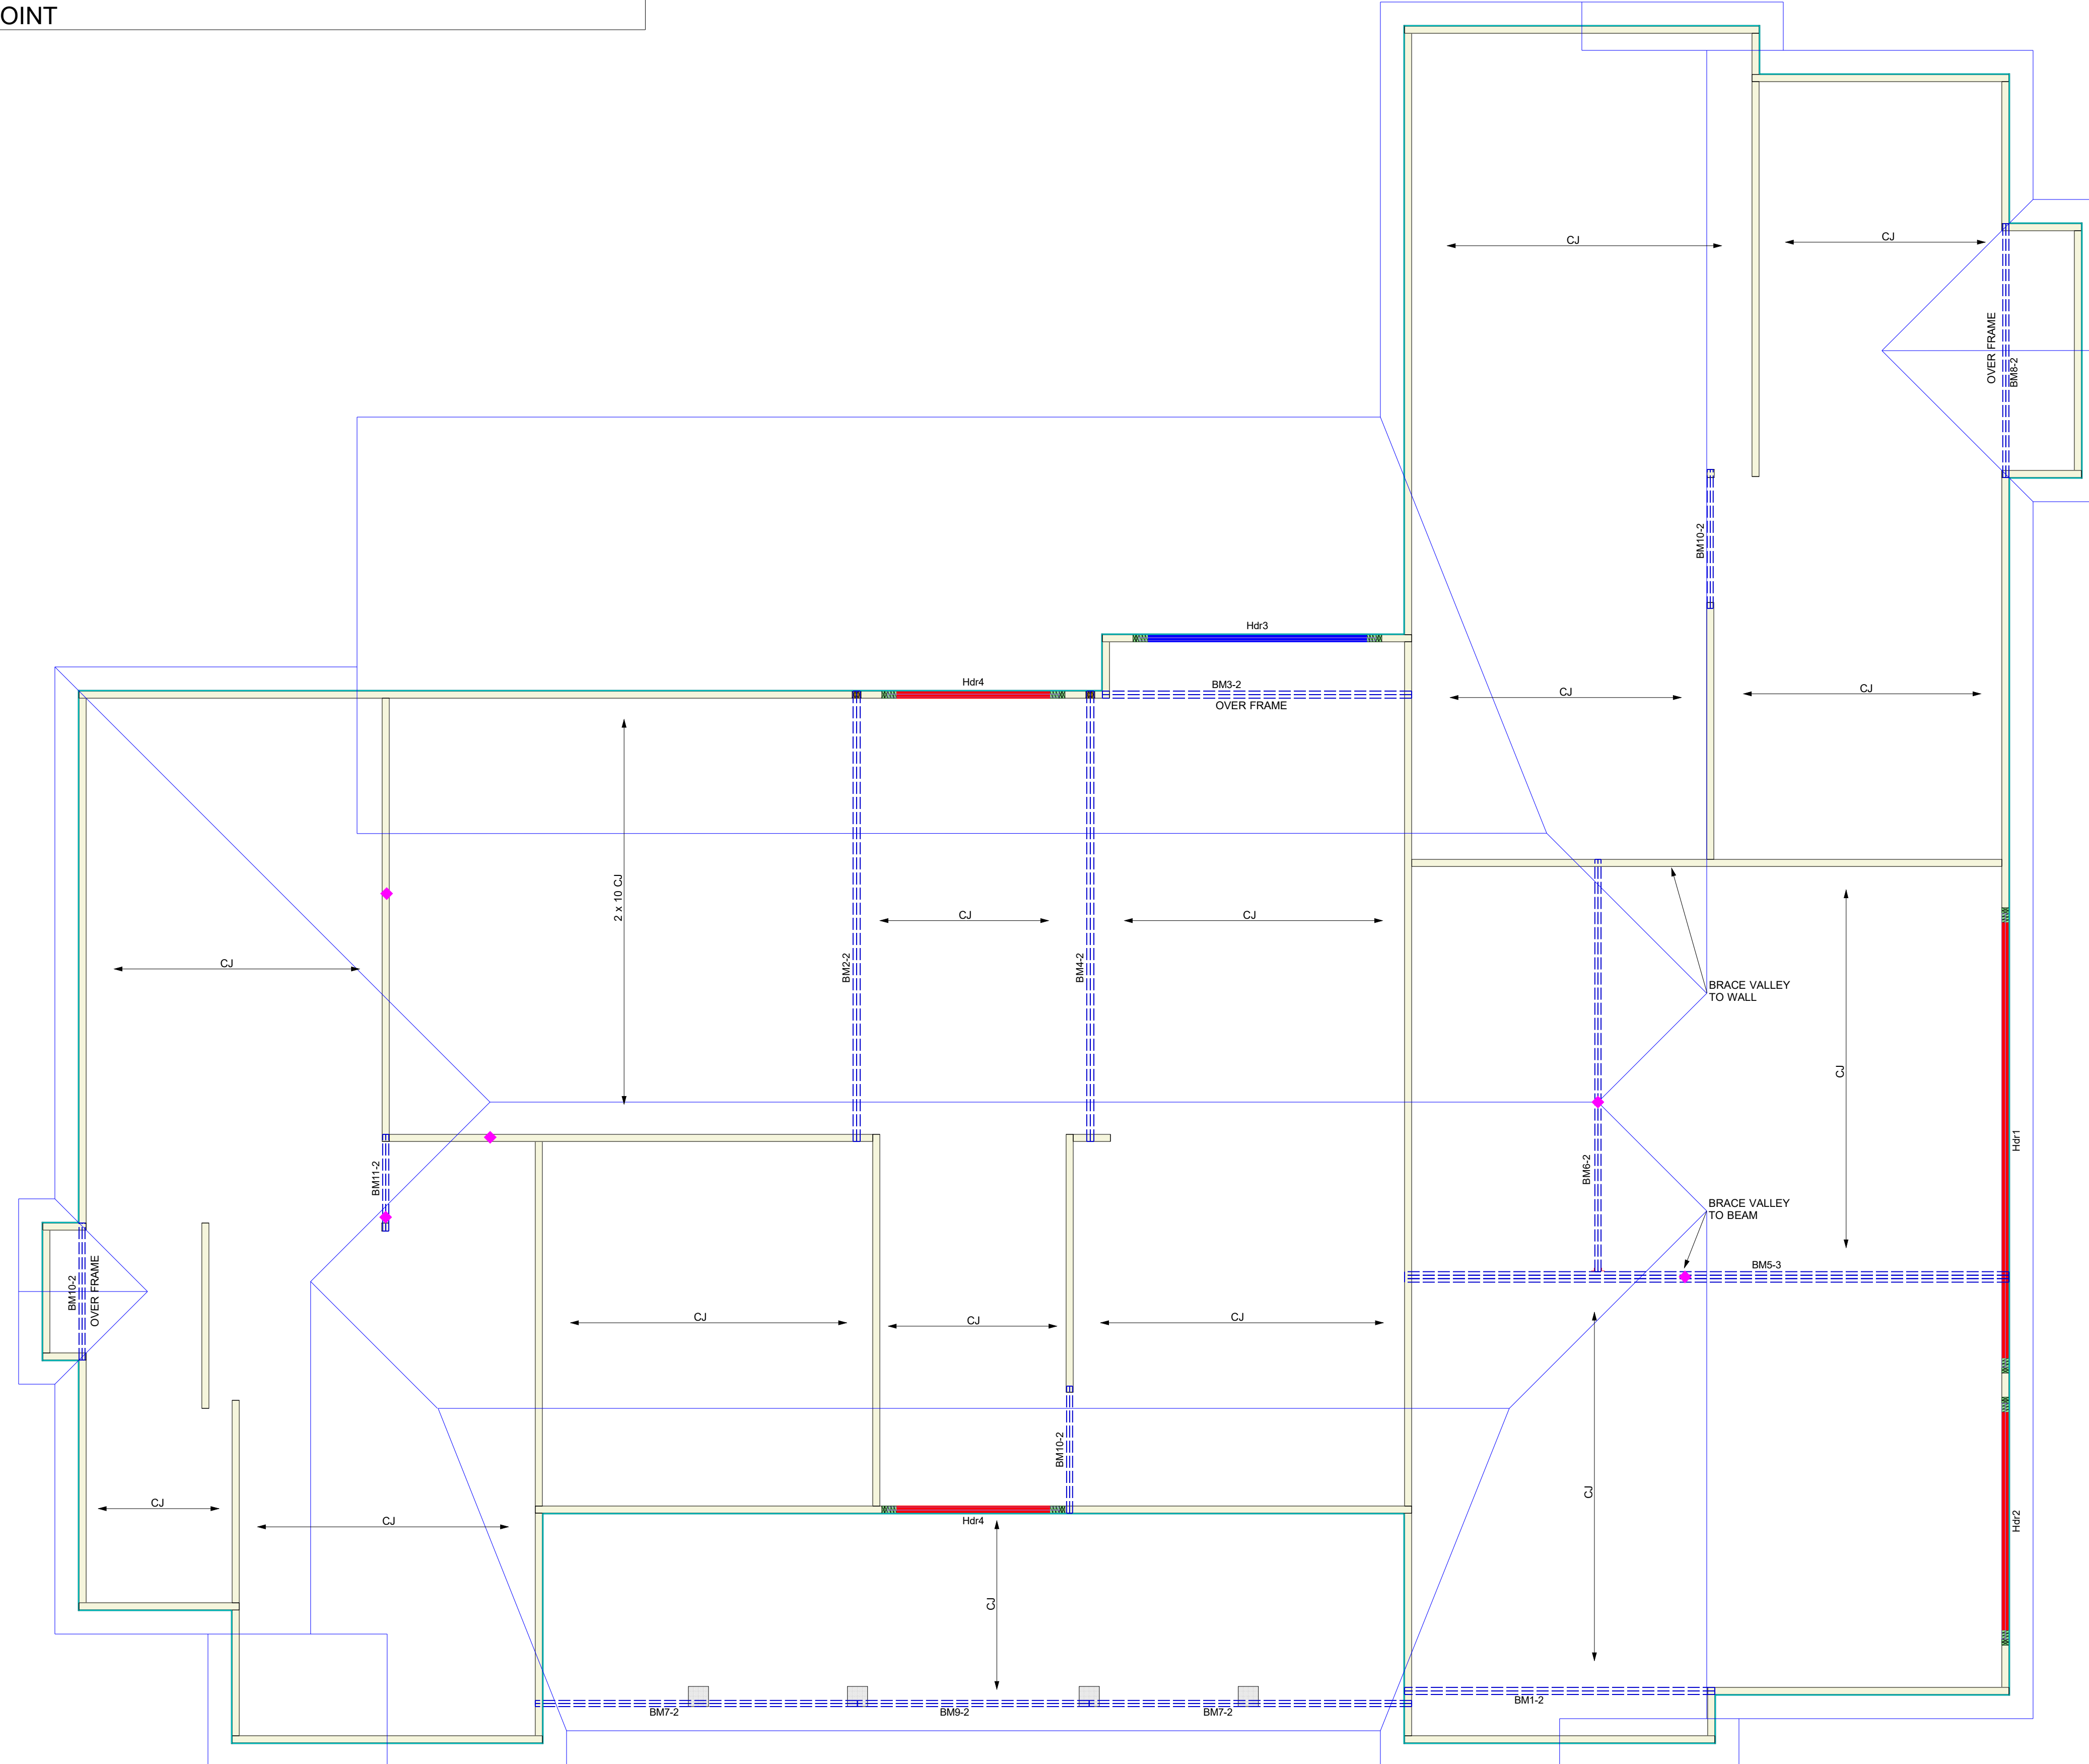 OINT
CJ
CJ
OVER FRAME
BM8-2
BM10-2
Hdr3
Hdr4
BM3-2
OVER FRAME
CJ
CJ
2 x 10 CJ
CJ
CJ
CJ
BM2-2
BM4-2
BRACE VALLEY
TO WALL
CJ
Hdr1
BM11-2
BM6-2
BRACE VALLEY
TO BEAM
BM5-3
BM10-2
OVER FRAME
CJ
CJ
CJ
BM10-2
CJ
CJ
CJ
Hdr4
Hdr2
CJ
BM7-2
BM9-2
BM7-2
BM1-2